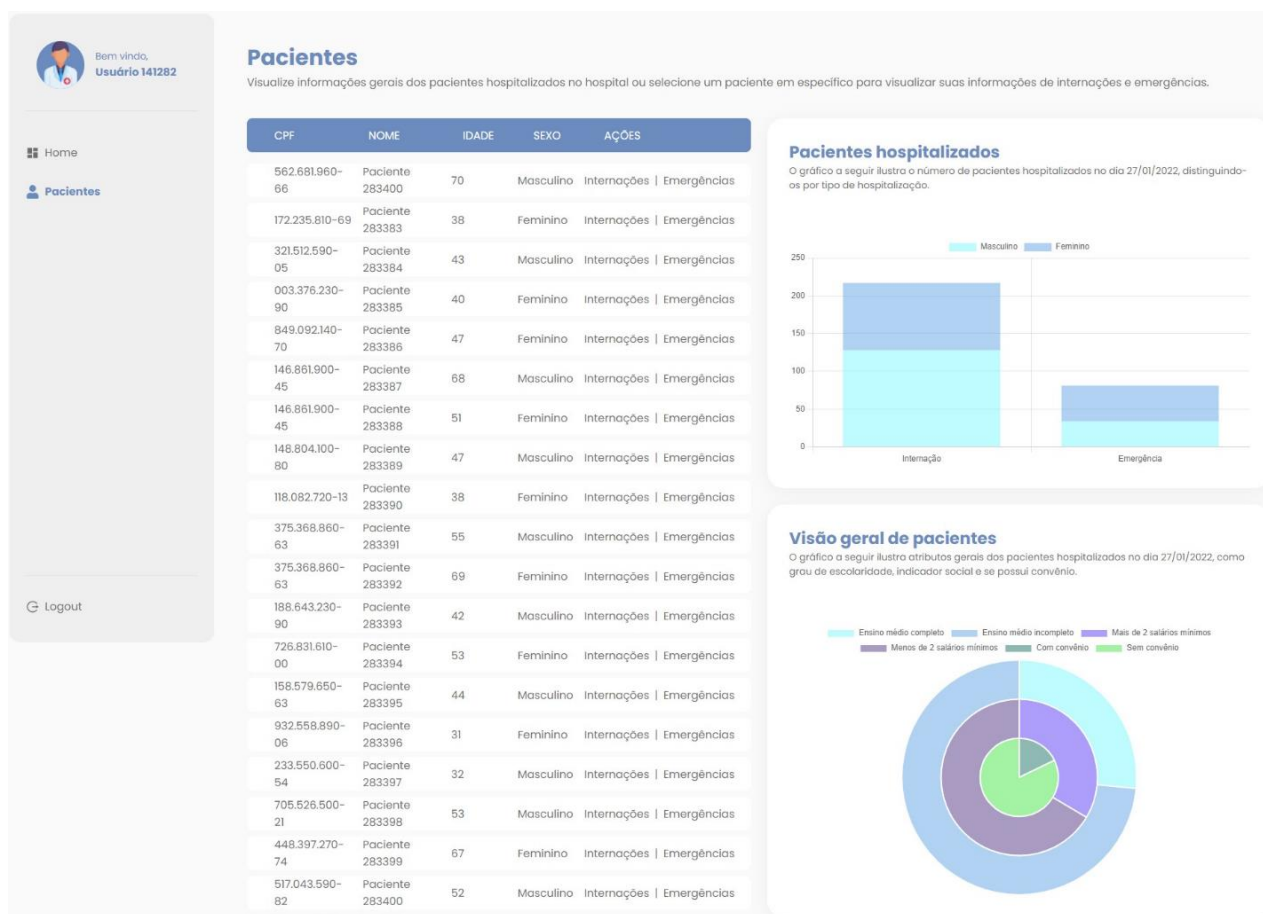 Bem vindo,
Usuário 141282
Home
Pacientes
Logout
Pacientes
Visualize informações gerais dos pacientes hospitalizados no hospital ou selecione um paciente em específico para visualizar suas informações de internações e emergências.
CPF NOME IDADE SEXO AÇÕES
562.681.960-66 Paciente 283400 70 Masculino Internações | Emergências
172.235.810-69 Paciente 283383 38 Feminino Internações | Emergências
321.512.590-05 Paciente 283384 43 Masculino Internações | Emergências
003.376.230-90 Paciente 283385 40 Feminino Internações | Emergências
849.092.140-70 Paciente 283386 47 Feminino Internações | Emergências
146.861.900-45 Paciente 283387 68 Masculino Internações | Emergências
146.861.900-45 Paciente 283388 51 Feminino Internações | Emergências
148.804.100-80 Paciente 283389 47 Masculino Internações | Emergências
118.082.720-13 Paciente 283390 38 Feminino Internações | Emergências
375.368.860-63 Paciente 283391 55 Masculino Internações | Emergências
375.368.860-63 Paciente 283392 69 Feminino Internações | Emergências
188.643.230-90 Paciente 283393 42 Masculino Internações | Emergências
726.831.610-00 Paciente 283394 53 Feminino Internações | Emergências
158.579.650-63 Paciente 283395 44 Masculino Internações | Emergências
932.558.890-06 Paciente 283396 31 Feminino Internações | Emergências
233.550.600-54 Paciente 283397 32 Masculino Internações | Emergências
705.526.500-21 Paciente 283398 53 Masculino Internações | Emergências
448.397.270-74 Paciente 283399 67 Feminino Internações | Emergências
517.043.590-82 Paciente 283400 52 Masculino Internações | Emergências
Pacientes hospitalizados
O gráfico a seguir ilustra o número de pacientes hospitalizados no dia 27/01/2022, distinguindo-
os por tipo de hospitalização.
Masculino Feminino
250
200
150
100
50
0
Internação Emergência
Visão geral de pacientes
O gráfico a seguir ilustra atributos gerais dos pacientes hospitalizados no dia 27/01/2022, como
grau de escolaridade, indicador social e se possui convênio.
Ensino médio completo Ensino médio incompleto Mais de 2 salários mínimos
Menos de 2 salários mínimos Com convênio Sem convênio